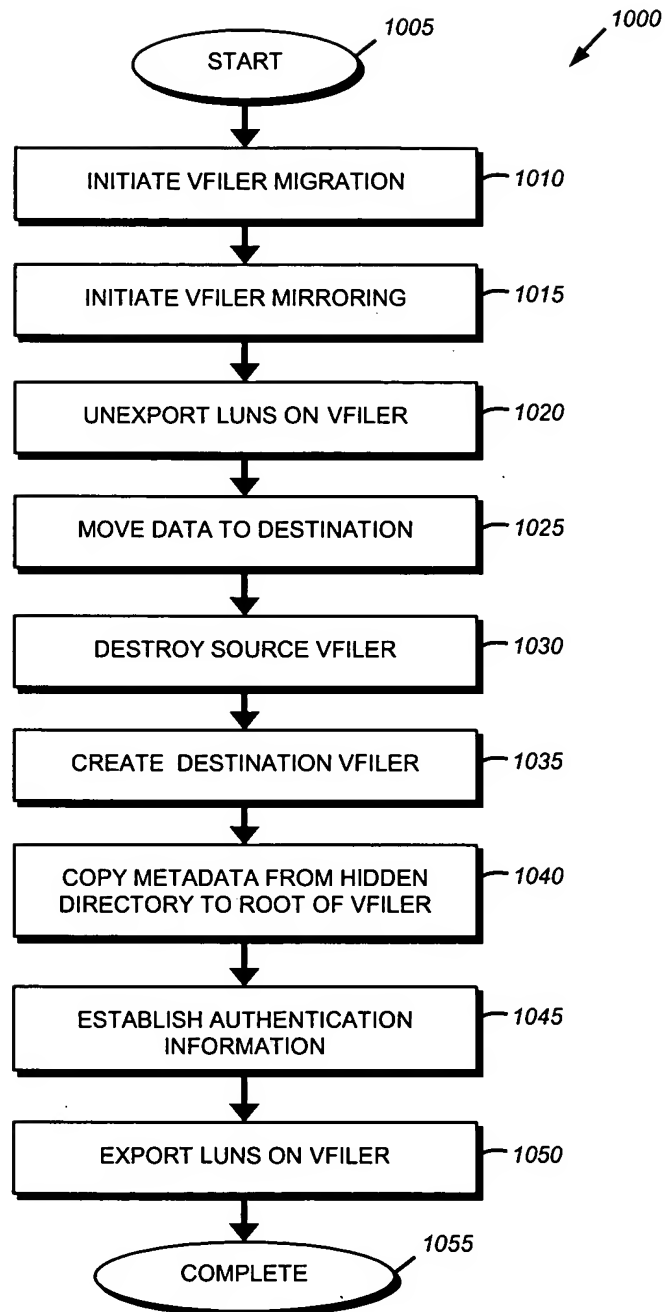 1000
START
1005
INITIATE VFILER MIGRATION
1010
INITIATE VFILER MIRRORING
1015
UNEXPORT LUNS ON VFILER
1020
MOVE DATA TO DESTINATION
1025
DESTROY SOURCE VFILER
1030
CREATE DESTINATION VFILER
1035
COPY METADATA FROM HIDDEN
DIRECTORY TO ROOT OF VFILER
1040
ESTABLISH AUTHENTICATION
INFORMATION
1045
EXPORT LUNS ON VFILER
1050
COMPLETE
1055